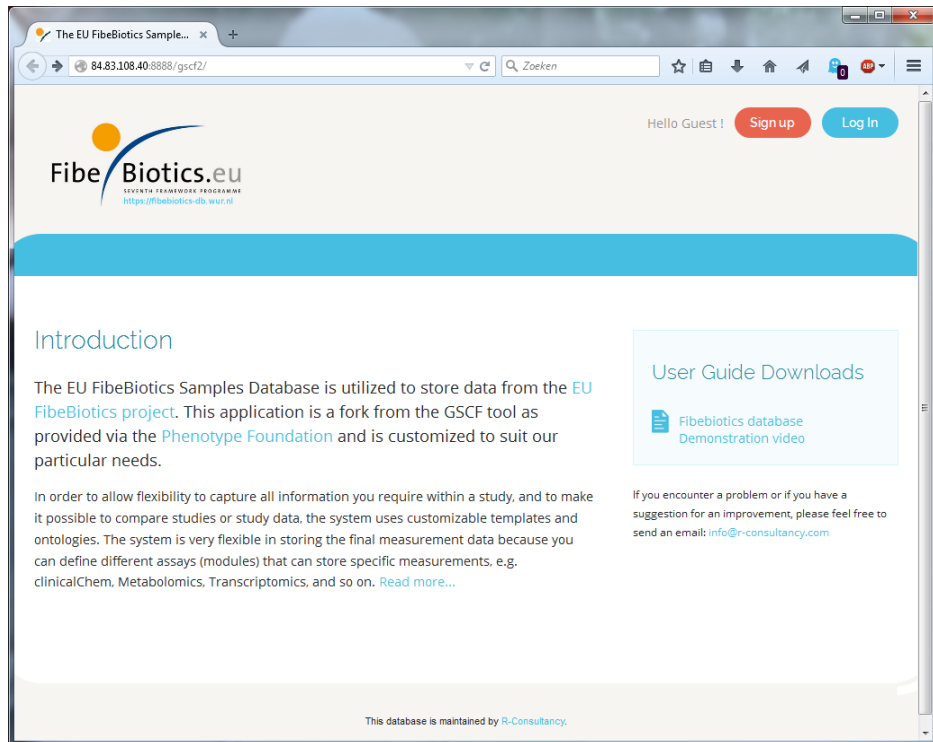 The EU FibeBiotics Sample...
84.83.108.40:8888/gscf2/
Zoeken
0
ABP
Hello Guest !
Sign up
Log In
Fibe Biotics.eu
SEVENTH FRAMEWORK PROGRAMME
https://fibebiotics-db.wur.nl
Introduction
The EU FibeBiotics Samples Database is utilized to store data from the EU
FibeBiotics project. This application is a fork from the GSCF tool as
provided via the Phenotype Foundation and is customized to suit our
particular needs.
In order to allow flexibility to capture all information you require within a study, and to make
it possible to compare studies or study data, the system uses customizable templates and
ontologies. The system is very flexible in storing the final measurement data because you
can define different assays (modules) that can store specific measurements, e.g.
clinicalChem, Metabolomics, Transcriptomics, and so on. Read more...
User Guide Downloads
Fibebiotics database
Demonstration video
If you encounter a problem or if you have a
suggestion for an improvement, please feel free to
send an email: info@r-consultancy.com
This database is maintained by R-Consultancy.